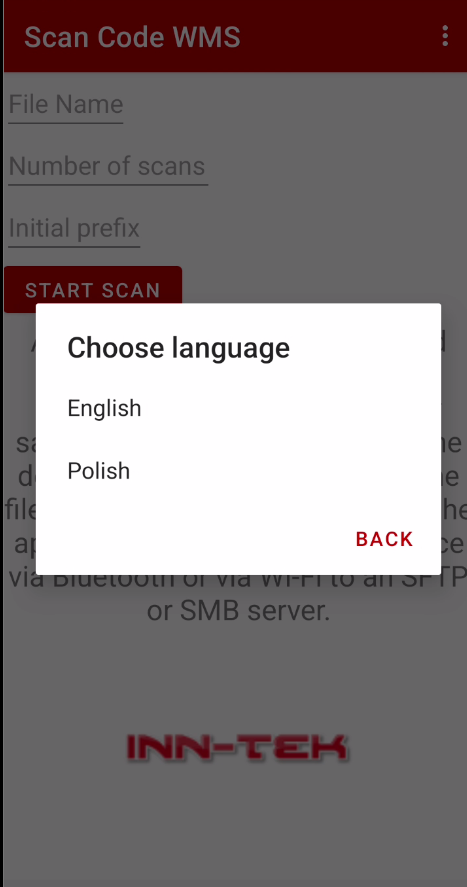 Scan Code WMS
File Name
Number of scans
Initial prefix
START SCAN
Choose language
English
Polish
BACK
via Bluetooth or via Wi-Fi to an SFTP
or SMB server.
INN-TEK